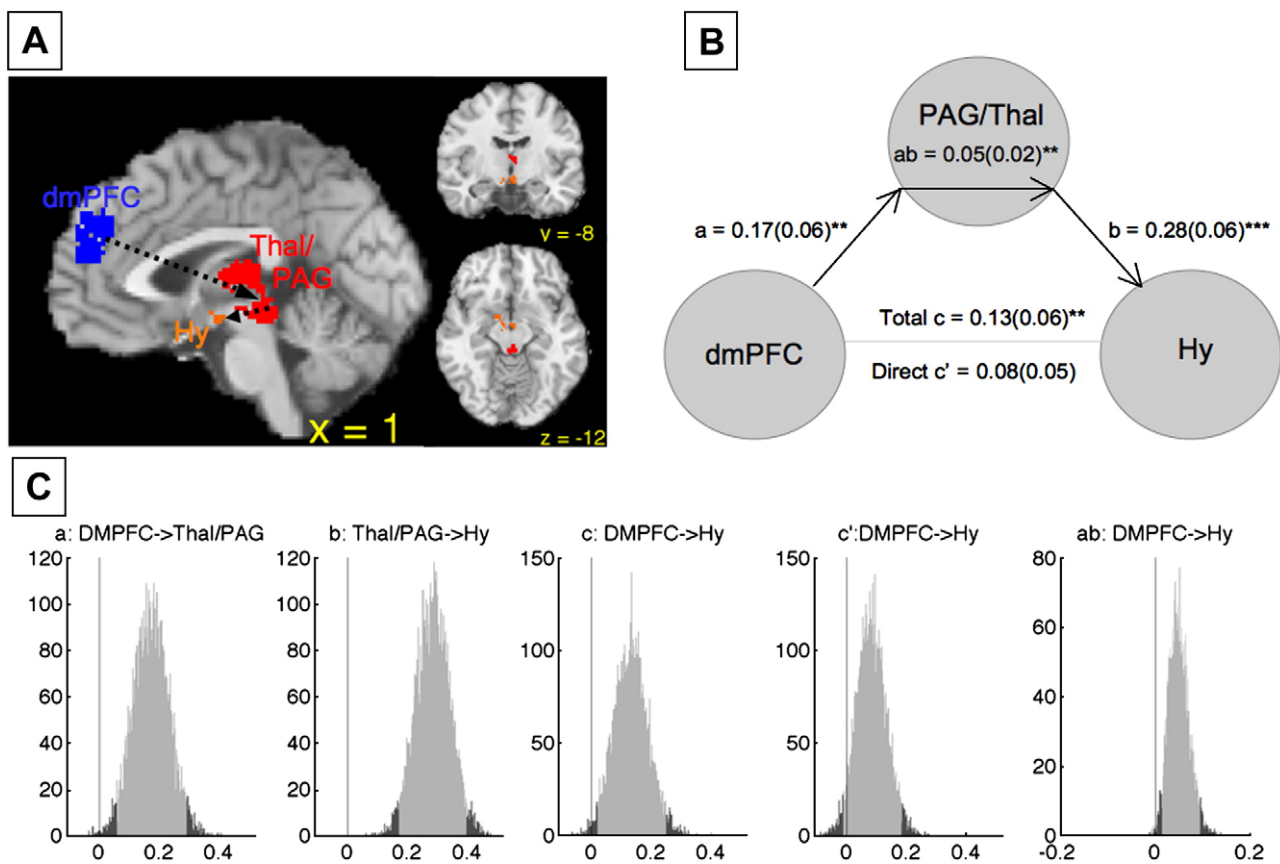 A
dmPFC
Thal/
PAG
Hy
x = 1
y = -8
z = -12
B
PAG/Thal
ab = 0.05(0.02)**
a = 0.17(0.06)**
b = 0.28(0.06)***
Total c = 0.13(0.06)**
dmPFC
Hy
Direct c' = 0.08(0.05)
C
a: DMPFC->Thal/PAG
120
100
80
60
40
20
0
0 0.2 0.4
b: Thal/PAG->Hy
120
100
80
60
40
20
0
0 0.2 0.4
c: DMPFC->Hy
150
100
50
0
0 0.2 0.4
c':DMPFC->Hy
150
100
50
0
0 0.2 0.4
ab: DMPFC->Hy
80
60
40
20
0
-0.2 0 0.2